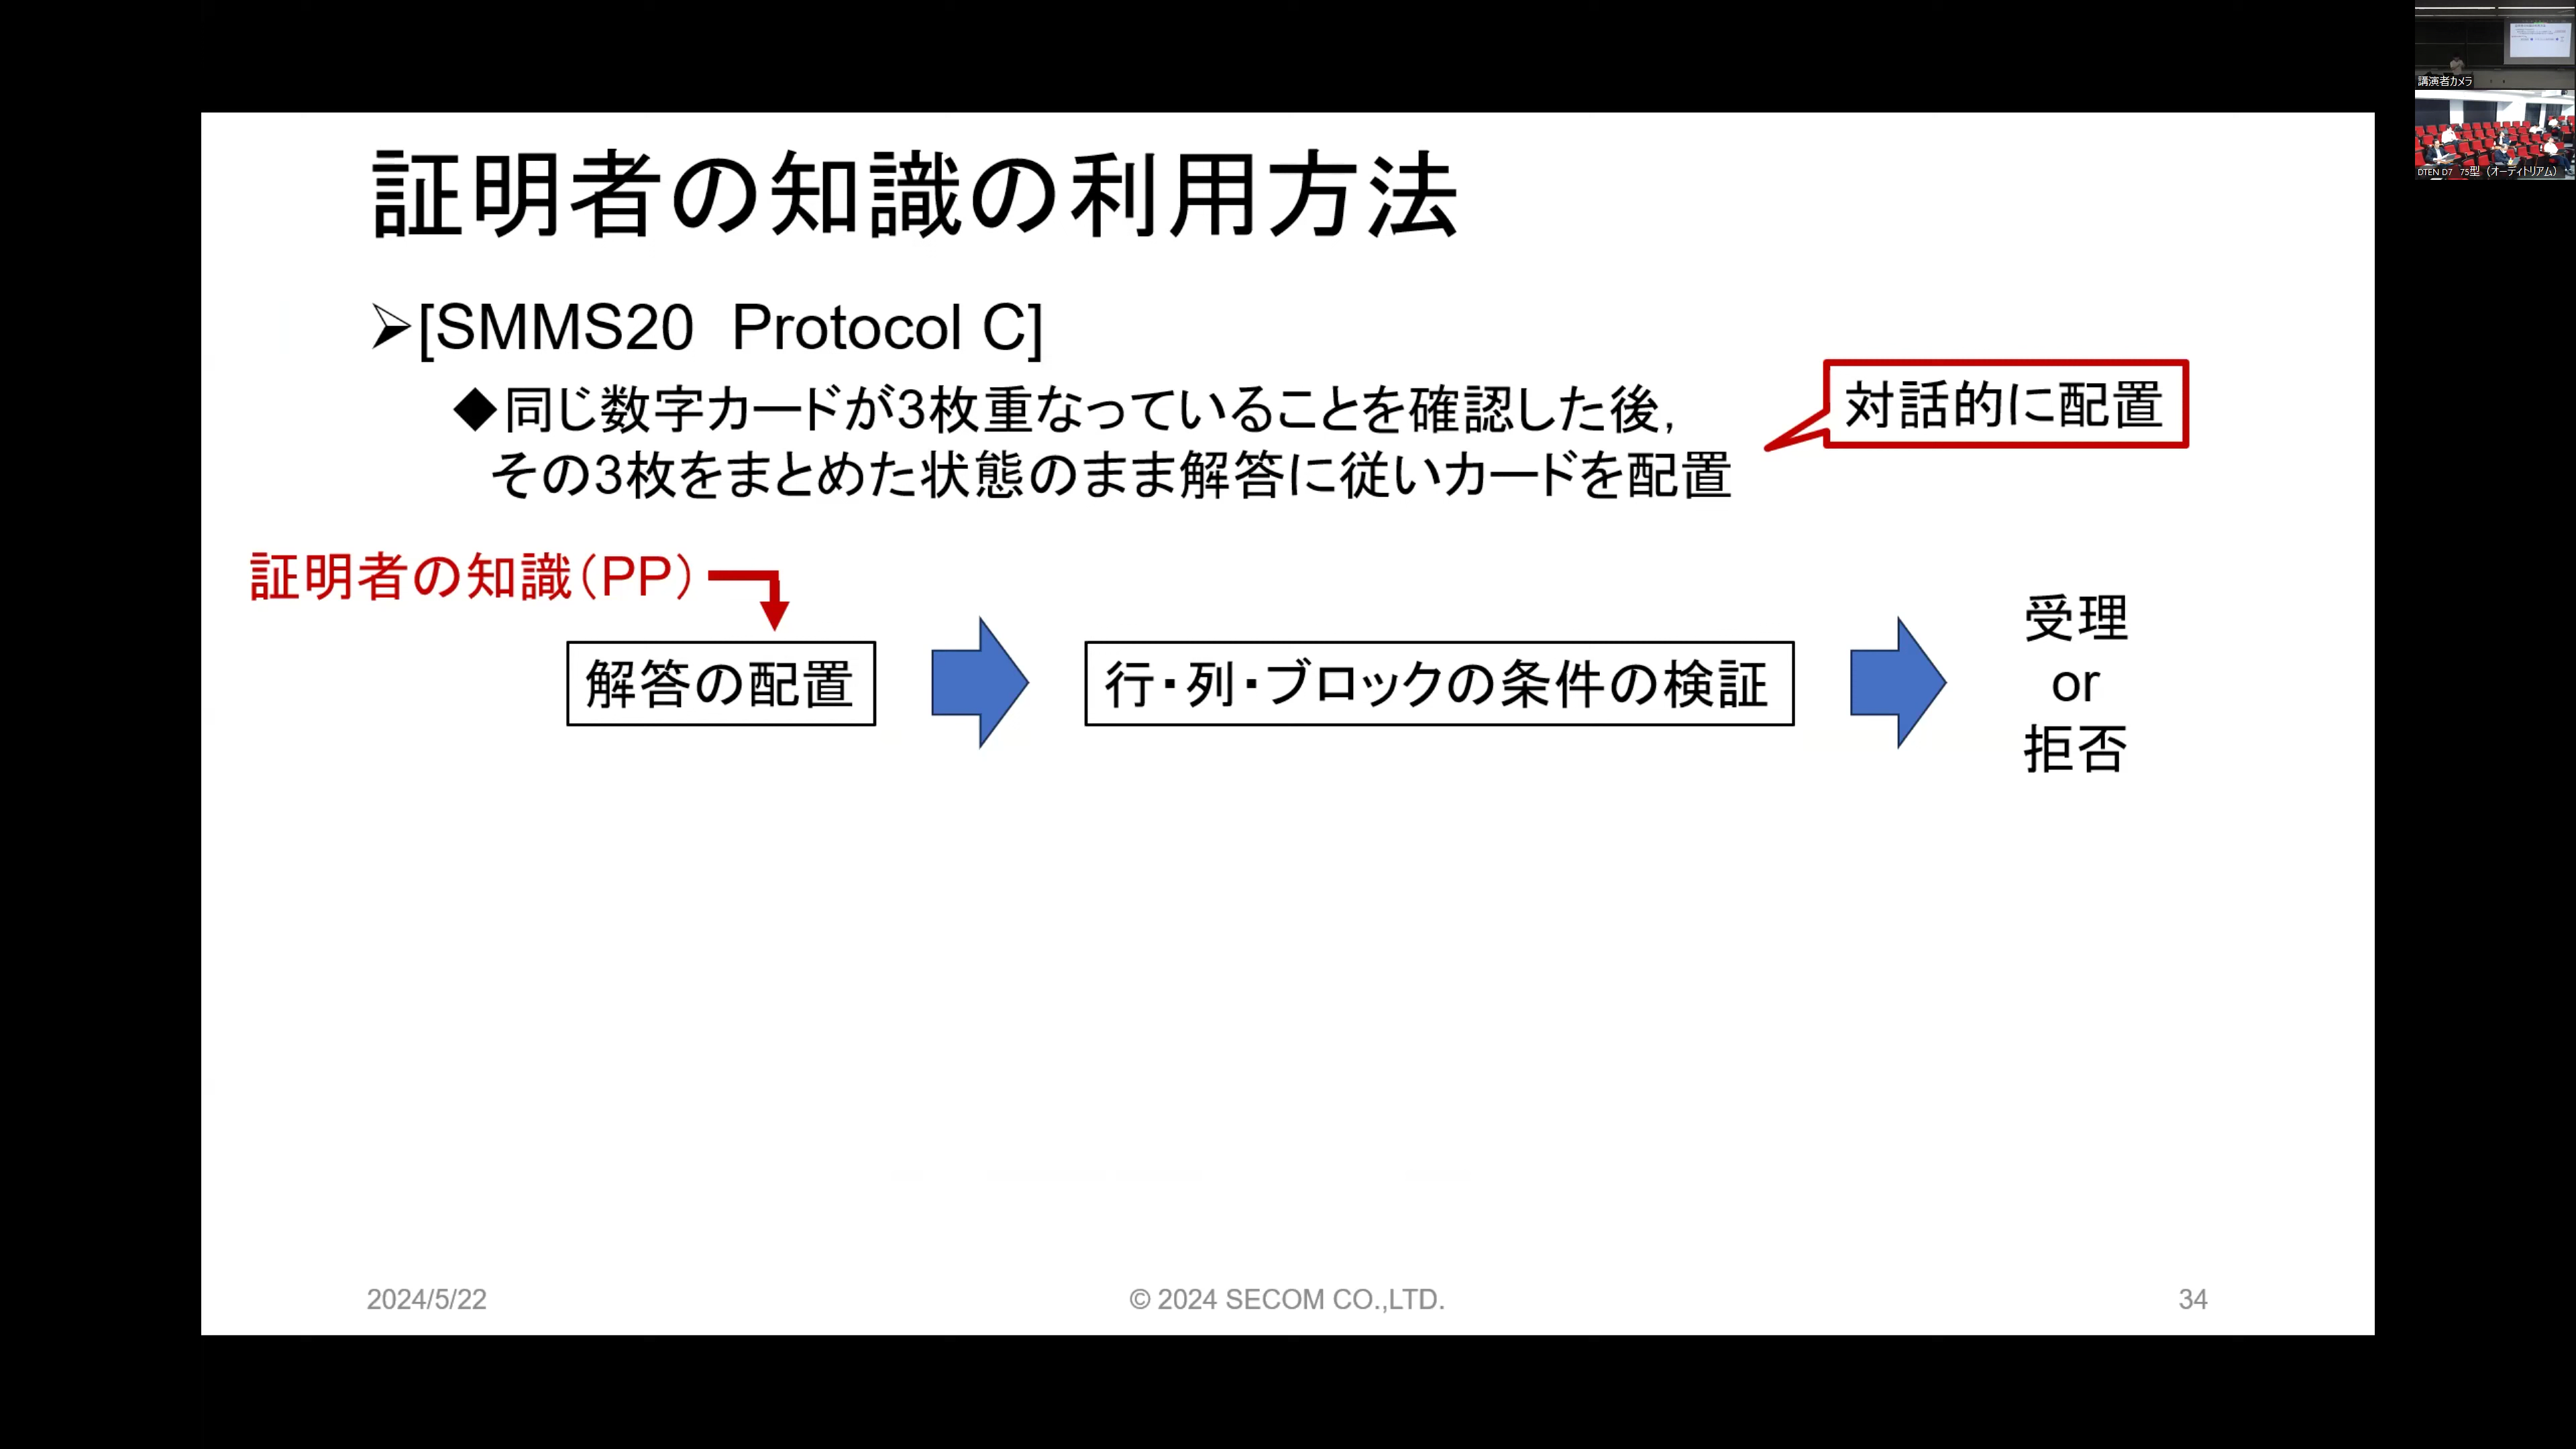 証明者の知識の利用方法
➢[SMMS20 Protocol C]
◆同じ数字カードが3枚重なっていることを確認した後，
その3枚をまとめた状態のまま解答に従いカードを配置
対話的に配置
証明者の知識（PP）
解答の配置
行・列・ブロックの条件の検証
受理
or
拒否
2024/5/22
© 2024 SECOM CO.,LTD.
34
講演者カメラ
DTEN D7 75型（オーディトリアム）